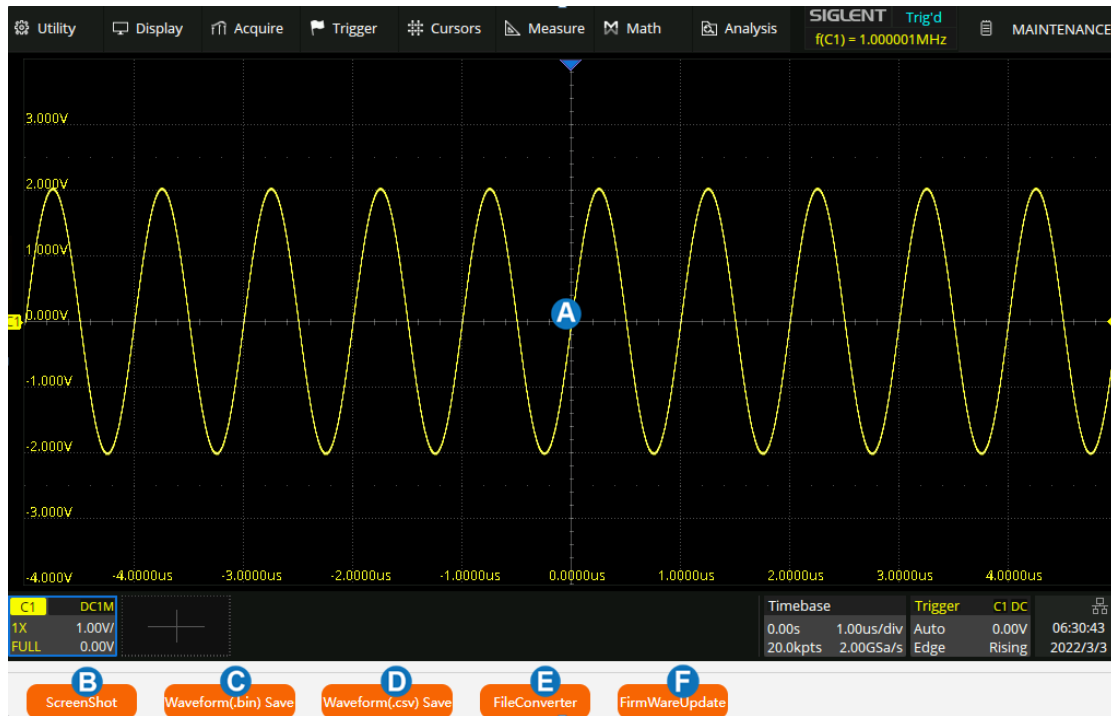 Utility Display Acquire Trigger Cursors Measure Math Analysis SIGLENT Trig'd MAINTENANCE
f(C1) = 1.000001MHz
3.000V
2.000V
1.000V
0.000V
C1
A
-1.000V
-2.000V
-3.000V
-4.000V -4.0000us -3.0000us -2.0000us -1.0000us 0.0000us 1.0000us 2.0000us 3.0000us 4.0000us
C1 DC1M Timebase Trigger C1 DC
1X 1.00V/ 0.00s 1.00us/div Auto 0.00V 06:30:43
FULL 0.00V 20.0kpts 2.00GSa/s Edge Rising 2022/3/3
B C D E F
ScreenShot Waveform(.bin) Save Waveform(.csv) Save FileConverter FirmWareUpdate